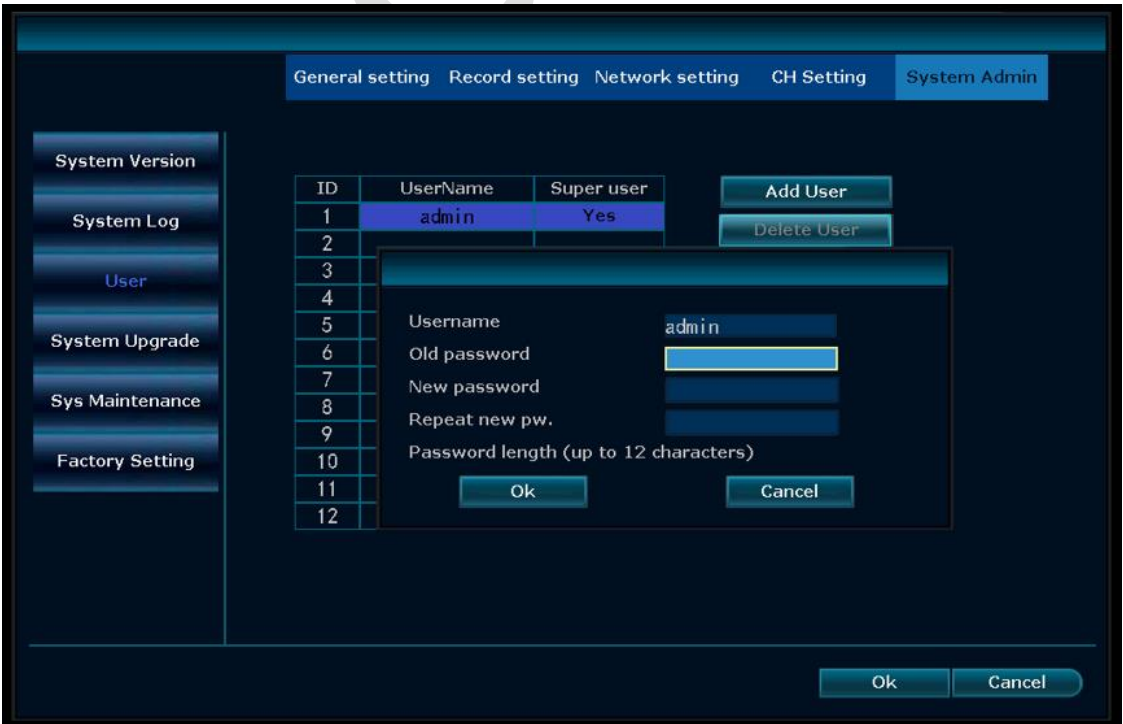 General setting Record setting Network setting CH Setting System Admin
System Version
System Log
User
System Upgrade
Sys Maintenance
Factory Setting
ID UserName Super user
1 admin Yes
2
3
4
5
6
7
8
9
10
11
12
Add User
Delete User
Username admin
Old password
New password
Repeat new pw.
Password length (up to 12 characters)
Ok Cancel
Ok Cancel